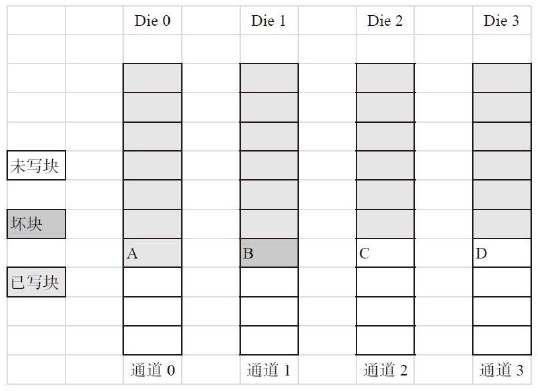 Die 0 Die 1 Die 2 Die 3
未写块
坏块
A B C D
已写块
通道 0 通道 1 通道 2 通道 3